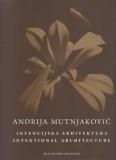 ANDRIJA MUTNJAKOVIĆ
INTENCIJSKA ARHITEKTURA
INTENTIONAL ARCHITECTURE